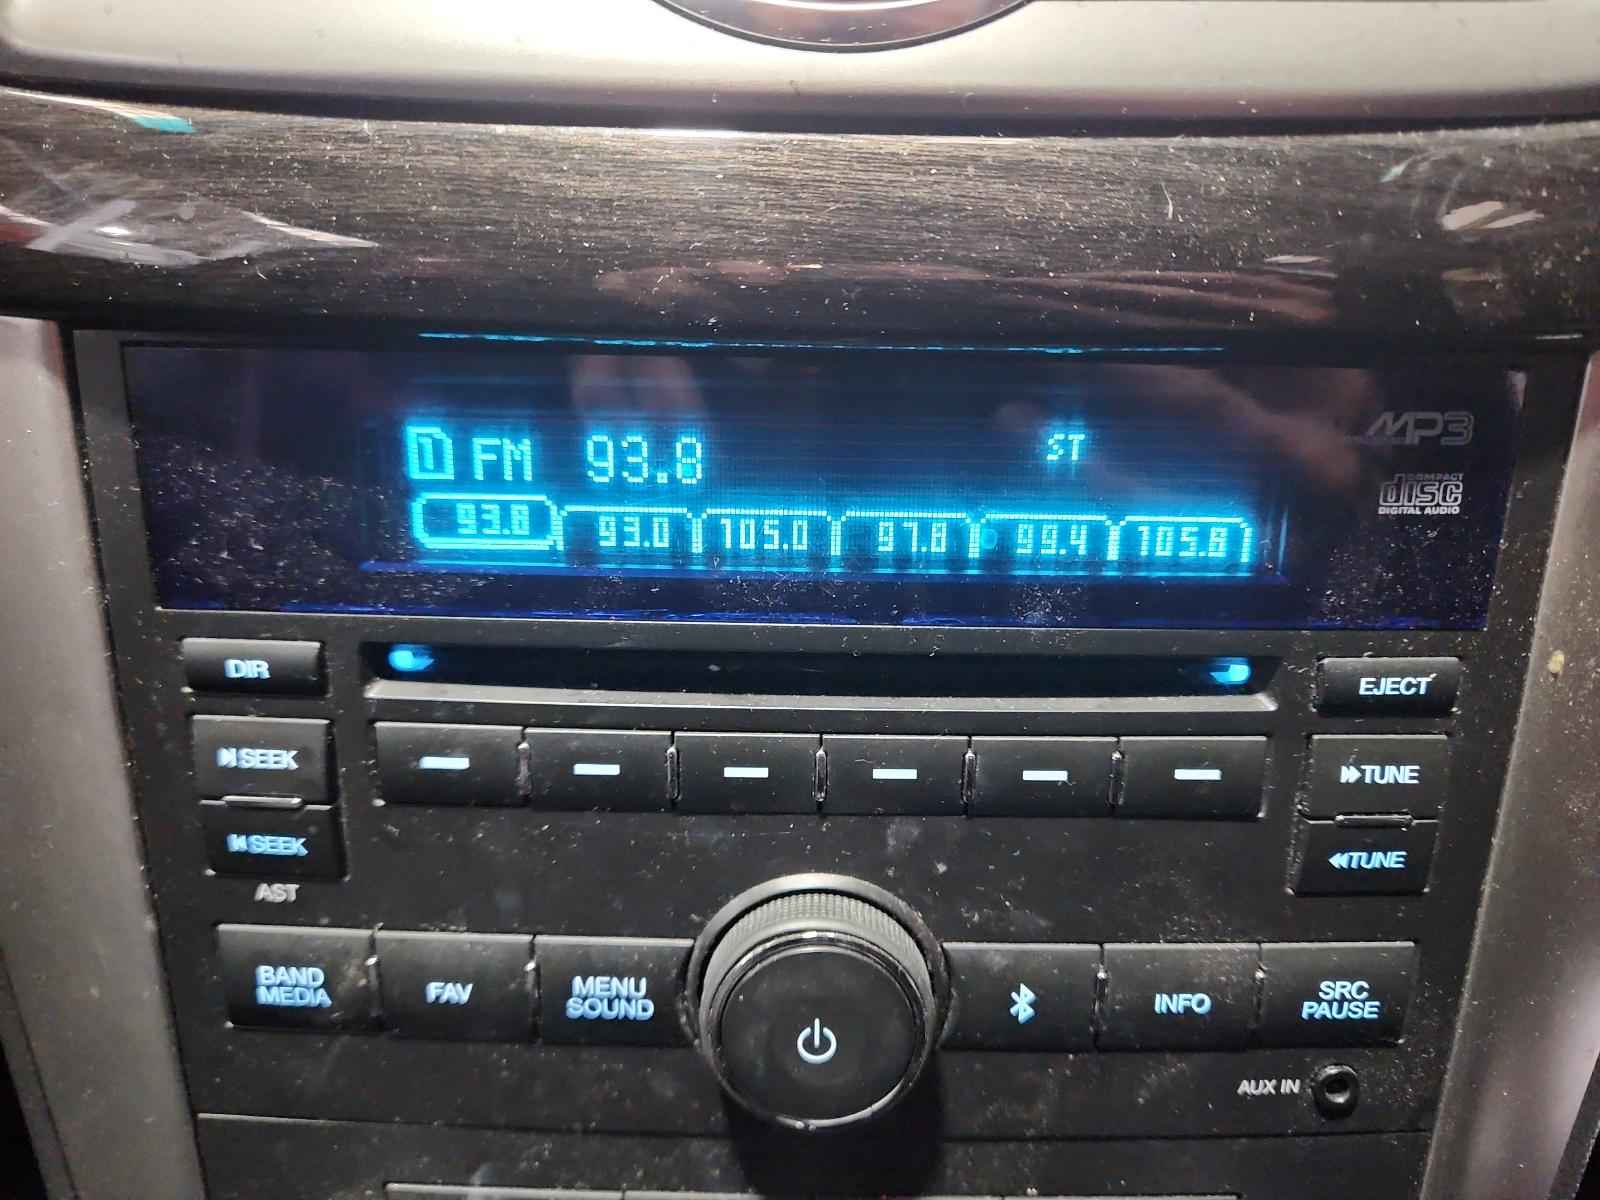 1 FM 93.8 ST
93.8 93.0 105.0 97.8 99.4 105.8
MP3
COMPACT
disc
DIGITAL AUDIO
DIR
EJECT
SEEK
TUNE
SEEK
TUNE
AST
BAND
MEDIA
FAV
MENU
SOUND
INFO
SRC
PAUSE
AUX IN